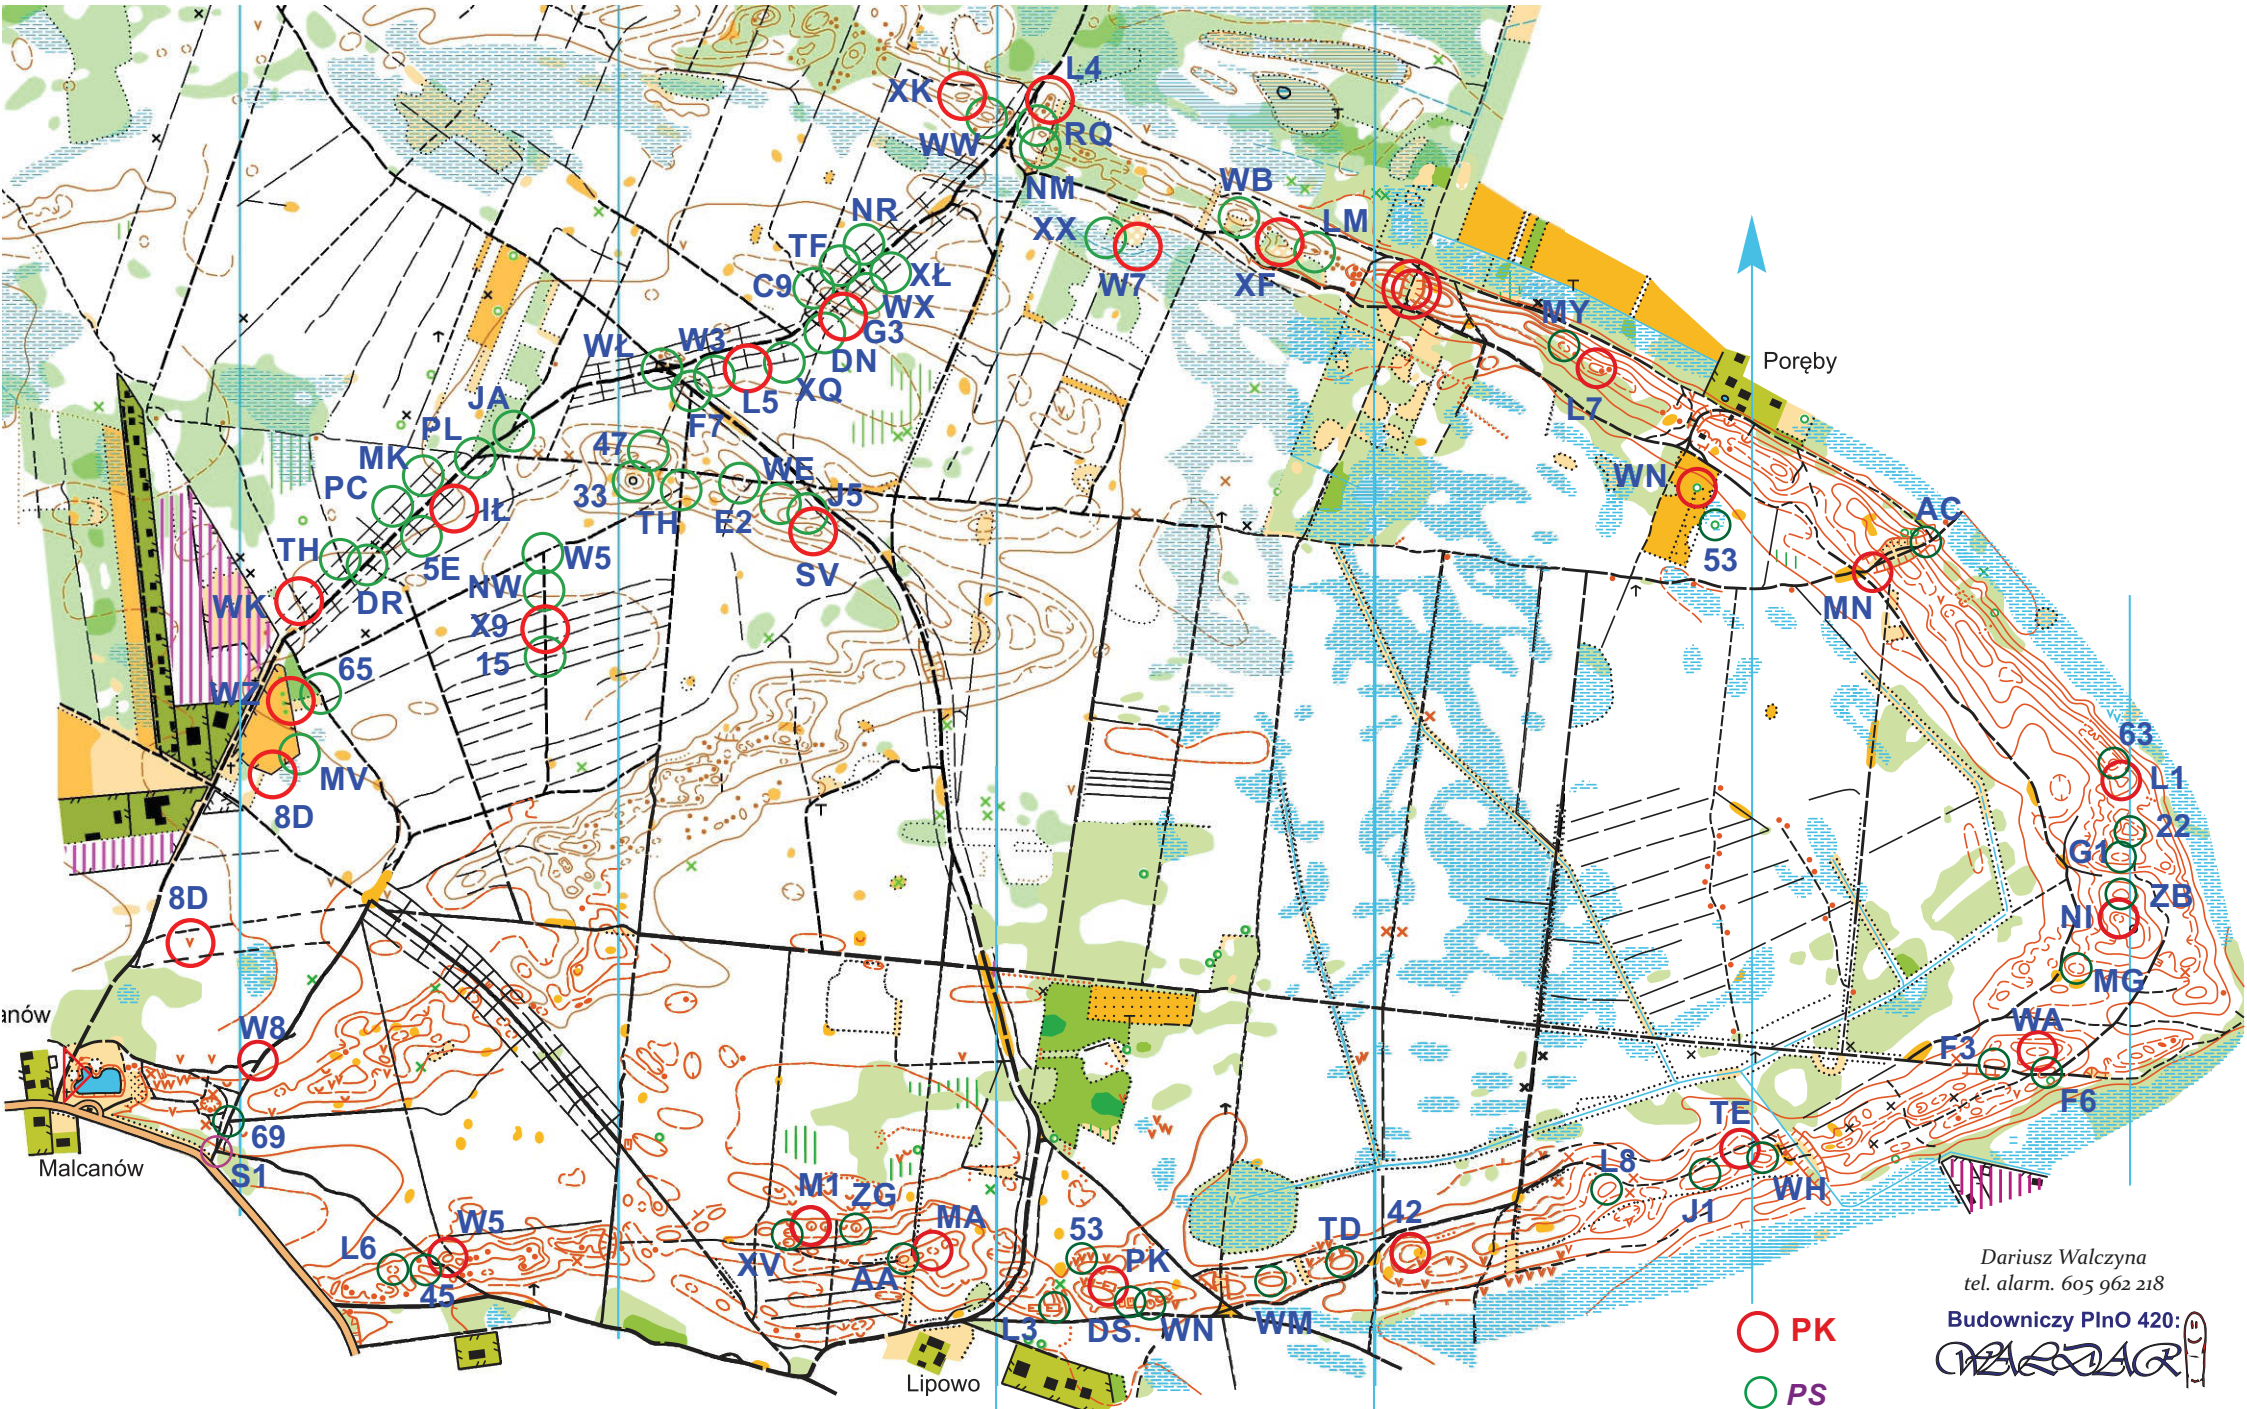 L4
XK
WW
RQ
NM
WB
NR
XX
LM
TF
XŁ
C9
W7
XF
WX
MY
G3
W3
WŁ
DN
Poręby
XQ
JA
L5
L7
F7
PL
47
MK
WE
WN
PC
33
J5
IŁ
TH
E2
AC
TH
W5
53
5E
SV
NW
DR
WK
MN
X9
15
65
WZ
63
MV
L1
8D
22
G1
8D
ZB
NI
MG
anów
W8
WA
F3
F6
TE
69
Malcanów
S1
L8
M1
ZG
WH
W5
MA
J1
42
L6
53
TD
PK
XV
AA
45
L3
DS.
WN
WM
Lipowo
Dariusz Walczyna
tel. alarm. 605 962 218
Budowniczy PInO 420:
WALDAR
PK
PS